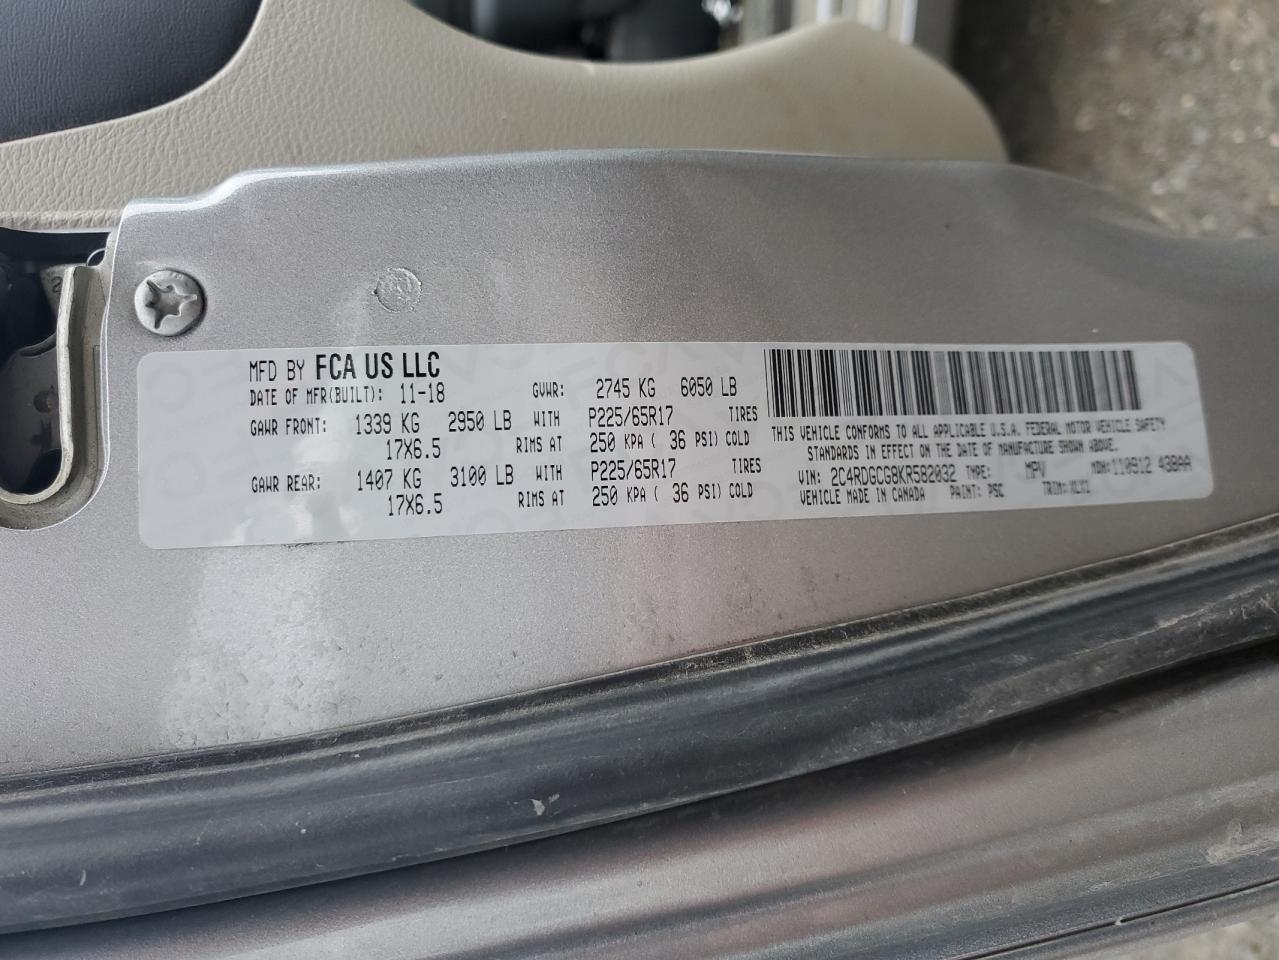 MFD BY FCA US LLC
DATE OF MFR(BUILT): 11-18 GVWR: 2745 KG 6050 LB
GAWR FRONT: 1339 KG 2950 LB WITH P225/65R17 TIRES
17X6.5 RIMS AT 250 KPA ( 36 PSI) COLD
GAWR REAR: 1407 KG 3100 LB WITH P225/65R17 TIRES
17X6.5 RIMS AT 250 KPA ( 36 PSI) COLD
THIS VEHICLE CONFORMS TO ALL APPLICABLE U.S.A. FEDERAL MOTOR VEHICLE SAFETY
STANDARDS IN EFFECT ON THE DATE OF MANUFACTURE SHOWN ABOVE.
VIN: 2C4RDGCG8KR582032 TYPE: MPV MDH: 110912 438AA
VEHICLE MADE IN CANADA PAINT: PSC TRIM: